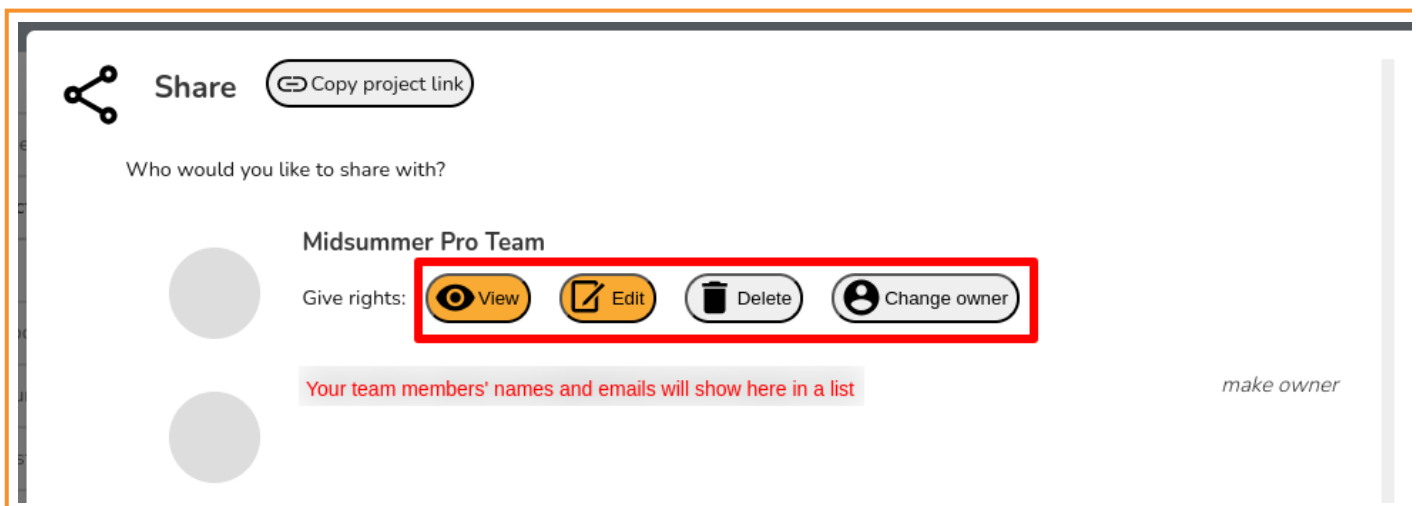 Share
Copy project link
Who would you like to share with?
Midsummer Pro Team
Give rights: View Edit Delete Change owner
Your team members' names and emails will show here in a list
make owner